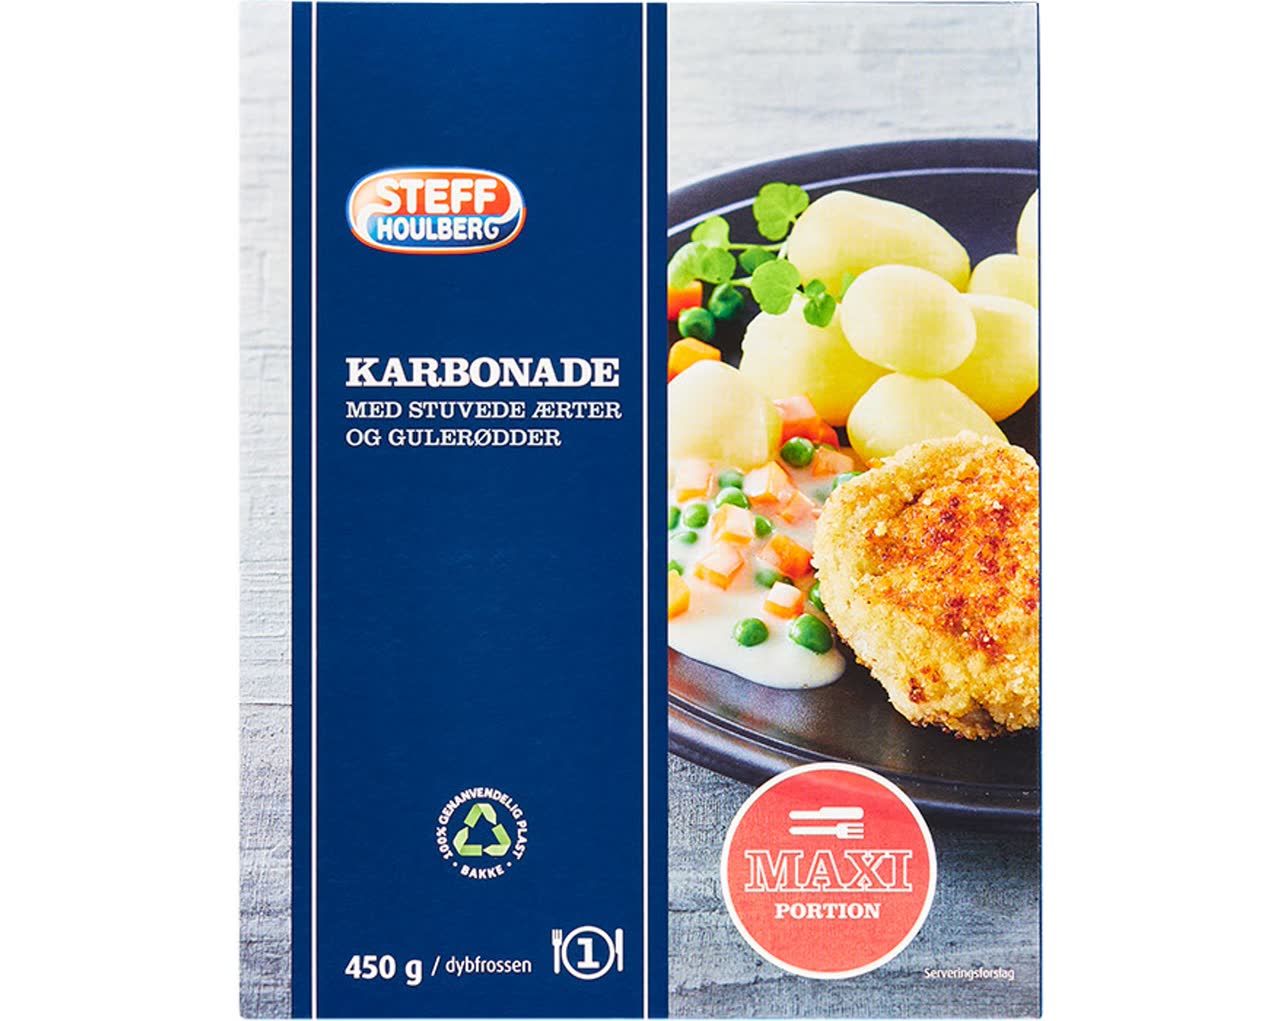 STEFF
HOULBERG
KARBONADE
MED STUVEDE ÆRTER
OG GULERØDDER
100% GENANVENDELIG PLAST
• BAKKE •
450 g / dybfrossen
1
MAXI
PORTION
Serveringsforslag